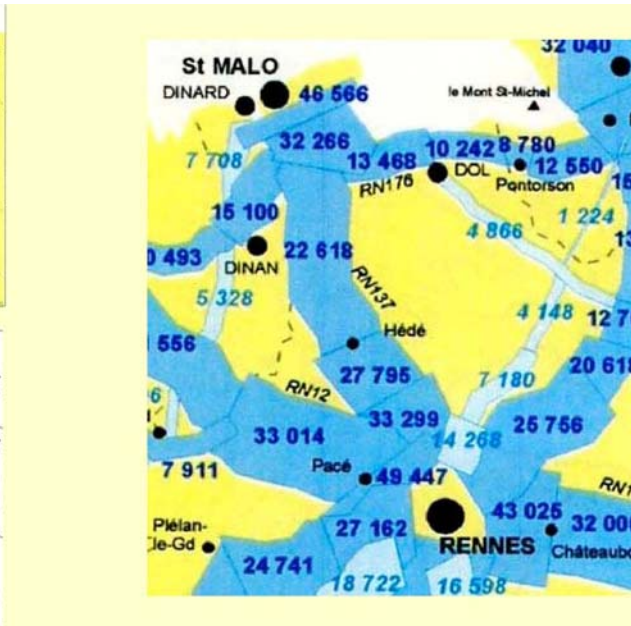 32 040
St MALO
DINARD
46 566
le Mont St-Michel
32 266
10 242
8 780
7 708
13 468
DOL
12 550
RN176
Pontorson
15 100
1 224
4 866
0 493
22 618
DINAN
RN137
5 328
4 148
12 7
Hédé
556
20 618
27 795
7 180
RN12
33 299
25 756
33 014
14 268
7 911
Pacé
49 447
RN1
43 025
32 00
Plélan-
le-Gd
27 162
RENNES
Châteaubo
24 741
18 722
16 598